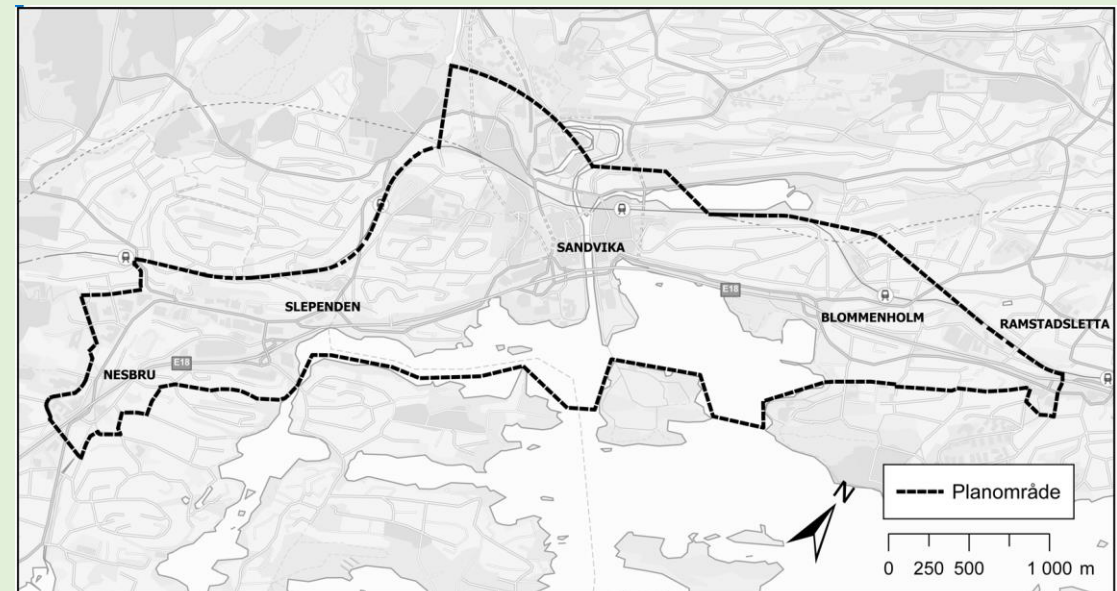 SANDVIKA
E18
SLEPENDEN
BLOMMENHOLM
RAMSTADSLETTA
E18
NESBRU
N
Planområde
0 250 500 1 000 m